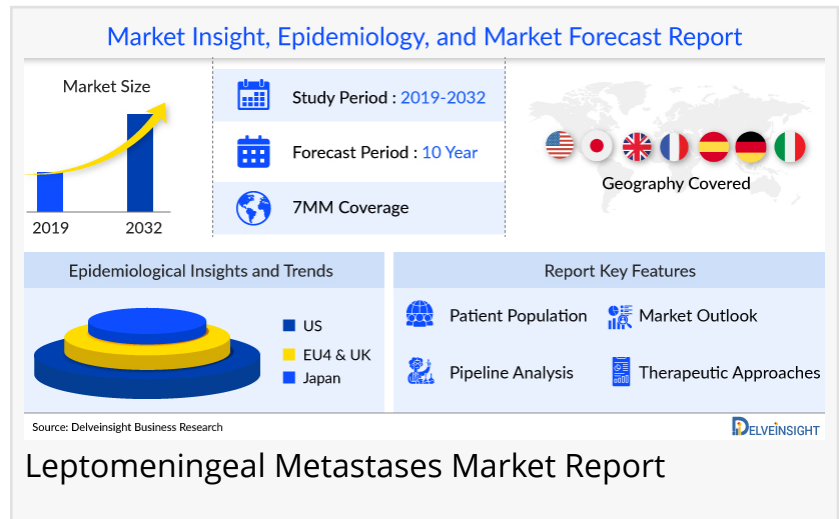 Market Insight, Epidemiology, and Market Forecast Report
Market Size
2019
2032
Study Period : 2019-2032
Forecast Period : 10 Year
7MM Coverage
Geography Covered
Epidemiological Insights and Trends
US
EU4 & UK
Japan
Report Key Features
Patient Population
Market Outlook
Pipeline Analysis
Therapeutic Approaches
Source: Delveinsight Business Research
DELVEINSIGHT
Leptomeningeal Metastases Market Report